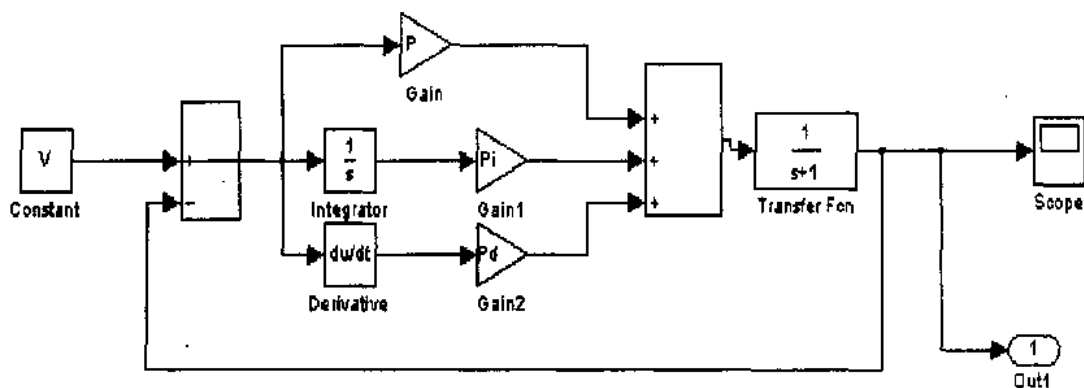 P
Gain
V
Constant
+
−
1
s
Integrator
Pi
Gain1
du/dt
Derivative
Pd
Gain2
+
+
+
1
s+1
Transfer Fcn
Scope
1
Out1